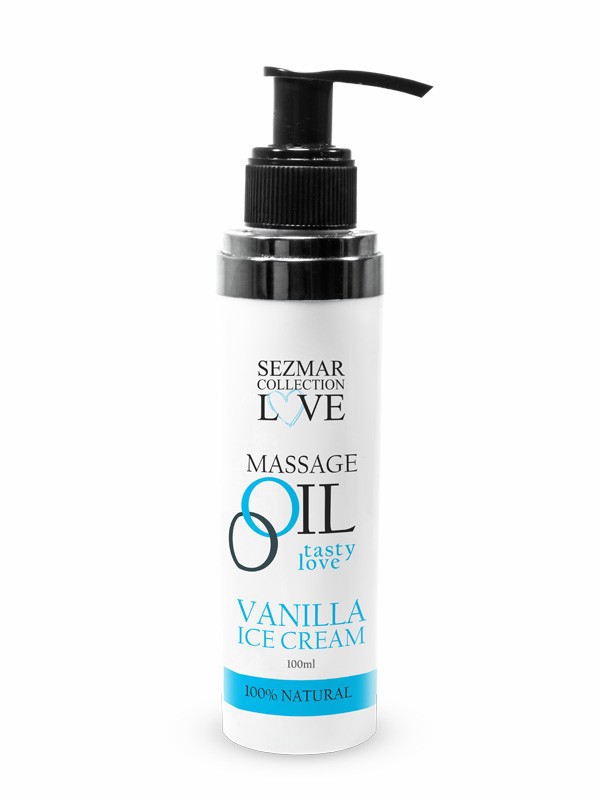 SEZMAR
COLLECTION
LOVE
MASSAGE
OIL
tasty
love
VANILLA
ICE CREAM
100ml
100% NATURAL